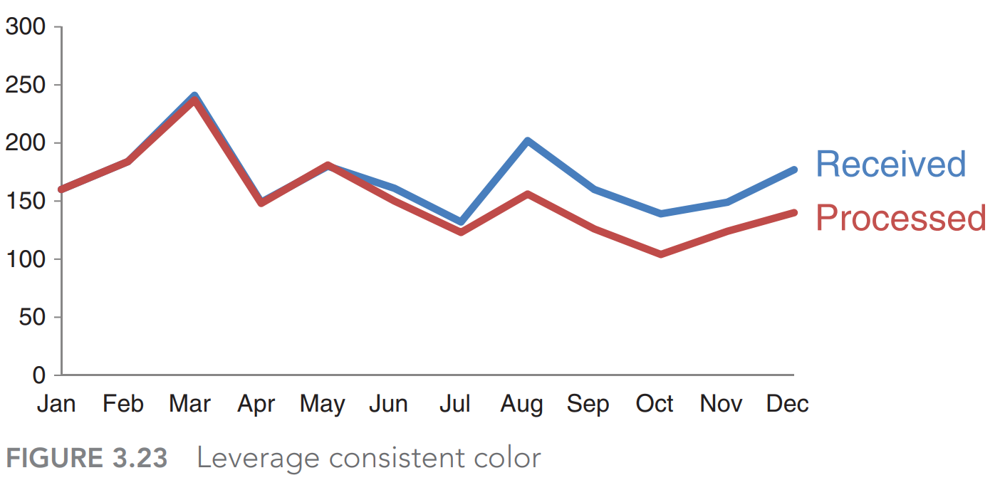 300
250
200
150
100
50
0
Received
Processed
Jan Feb Mar Apr May Jun Jul Aug Sep Oct Nov Dec
FIGURE 3.23 Leverage consistent color